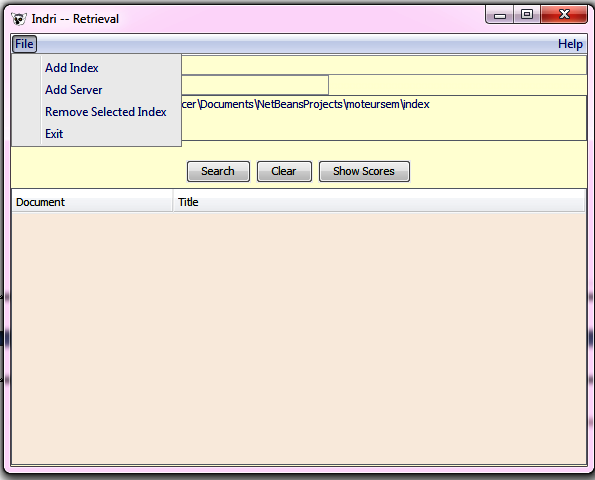 Indri -- Retrieval
File
Help
Add Index
Add Server
Remove Selected Index
Exit
cer\Documents\NetBeansProjects\moteursem\index
Search
Clear
Show Scores
Document
Title